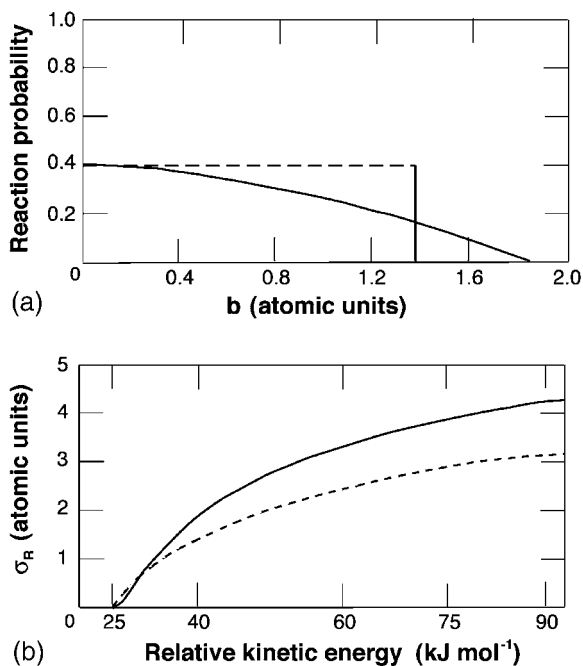 Reaction probability
1.0
0.8
0.6
0.4
0.2
0 0.4 0.8 1.2 1.6 2.0
b (atomic units)
(a)
σR (atomic units)
5
4
3
2
1
0 25 40 60 75 90
Relative kinetic energy (kJ mol⁻¹)
(b)